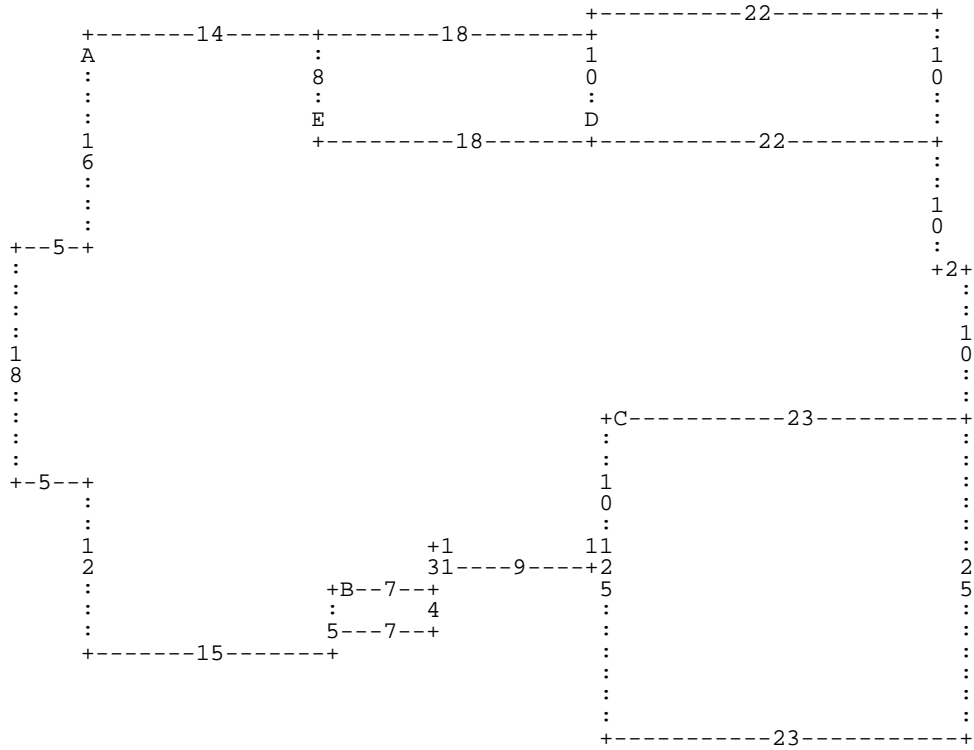 +-----------22----------+
     +-------14------+---------18-------+                       :
     A               :                  1                       1
     :               8                  0                       0
     :               :                  :                       :
     :               E                  D                       :
     1               +---------18-------+-----------22----------+
     6                                                          :
     :                                                          :
     :                                                          1
     :                                                          0
+--5-+                                                          :
:                                                               +2+
:                                                                 :
:                                                                 :
:                                                                 1
1                                                                 0
8                                                                 :
:                                                                 :
:                                        +C-----------23----------+
:                                        :                        :
:                                        :                        :
+-5--+                                   1                        :
     :                                   0                        :
     :                                   :                        :
     1                       +1         11                        :
     2                       31----9----+2                        2
     :                +B--7--+           5                        5
     :                :      4           :                        :
     :                5---7--+           :                        :
     +-------15-------+                  :                        :
                                         :                        :
                                         :                        :
                                         :                        :
                                         +-----------23-----------+